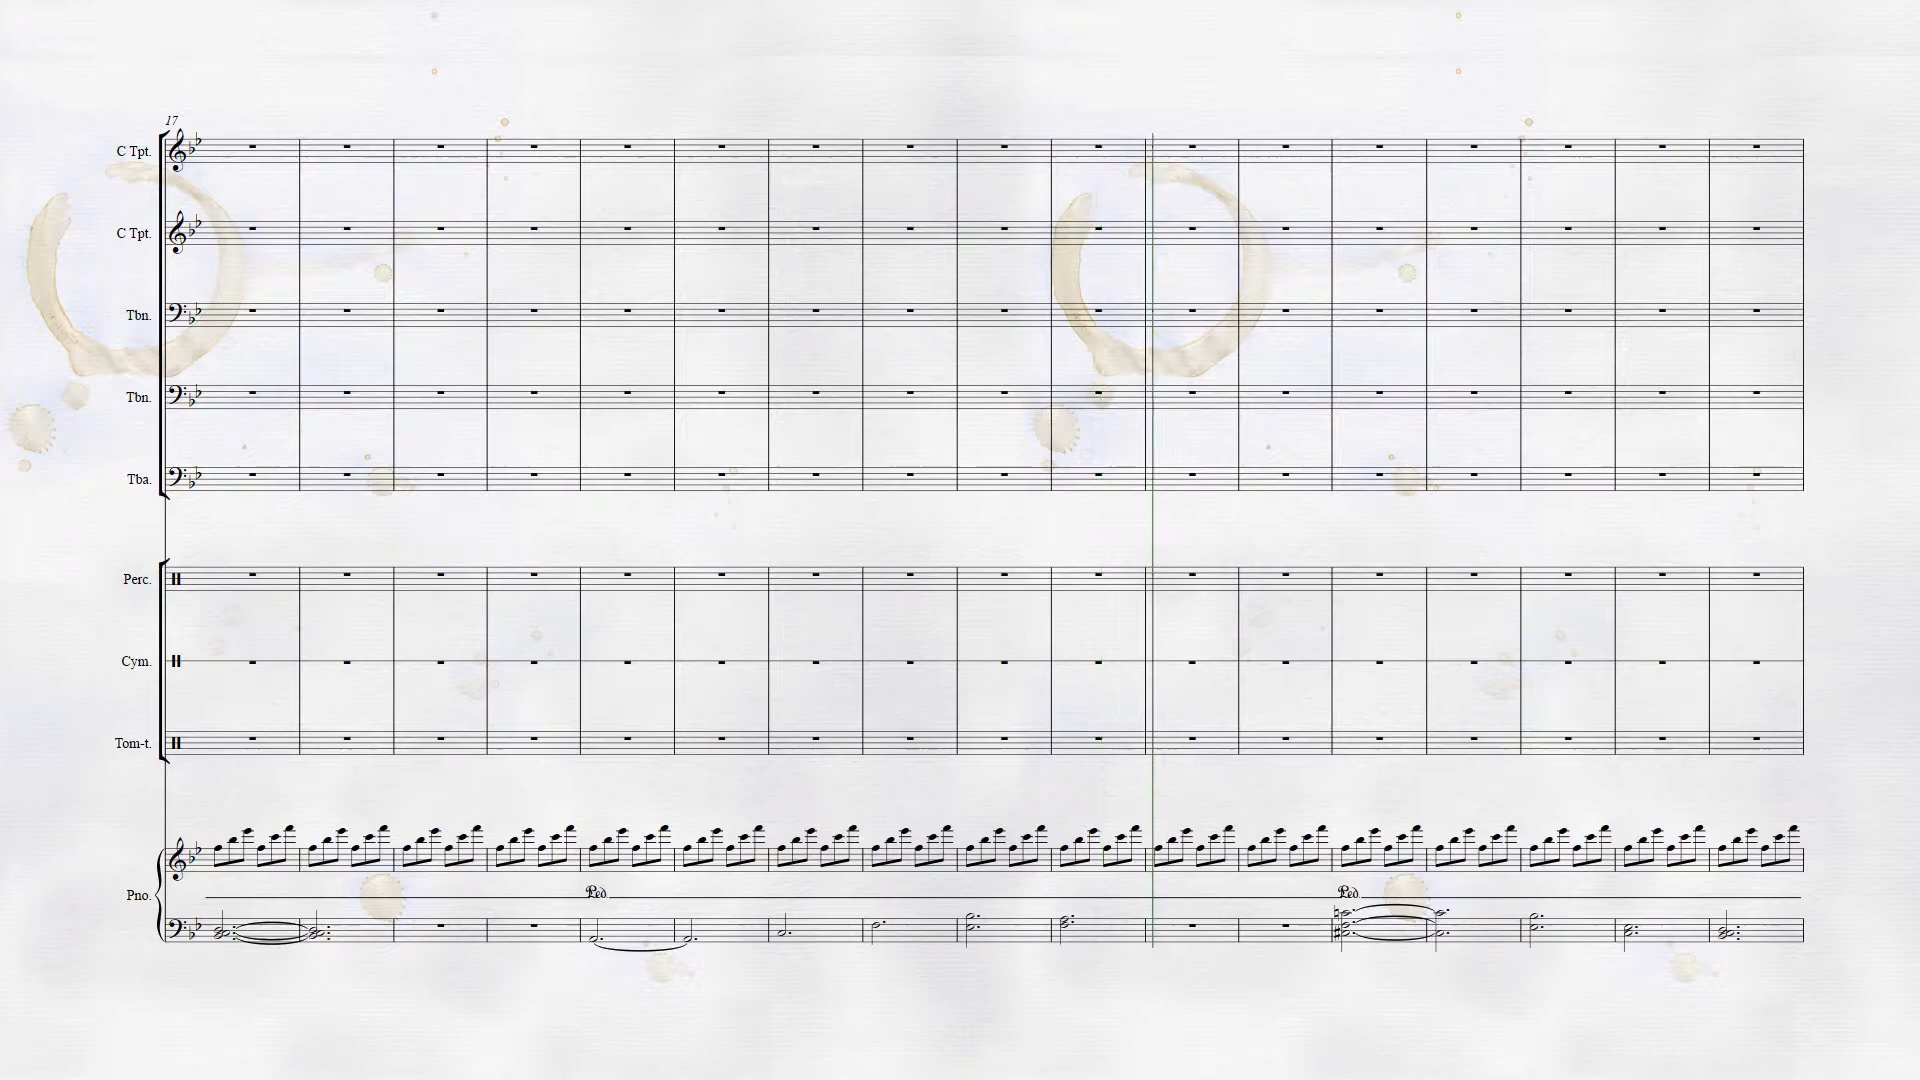 17
C Tpt.
C Tpt.
Tbn.
Tbn.
Tba.
Perc.
Cym.
Tom-t.
Pno.
Ped
Ped